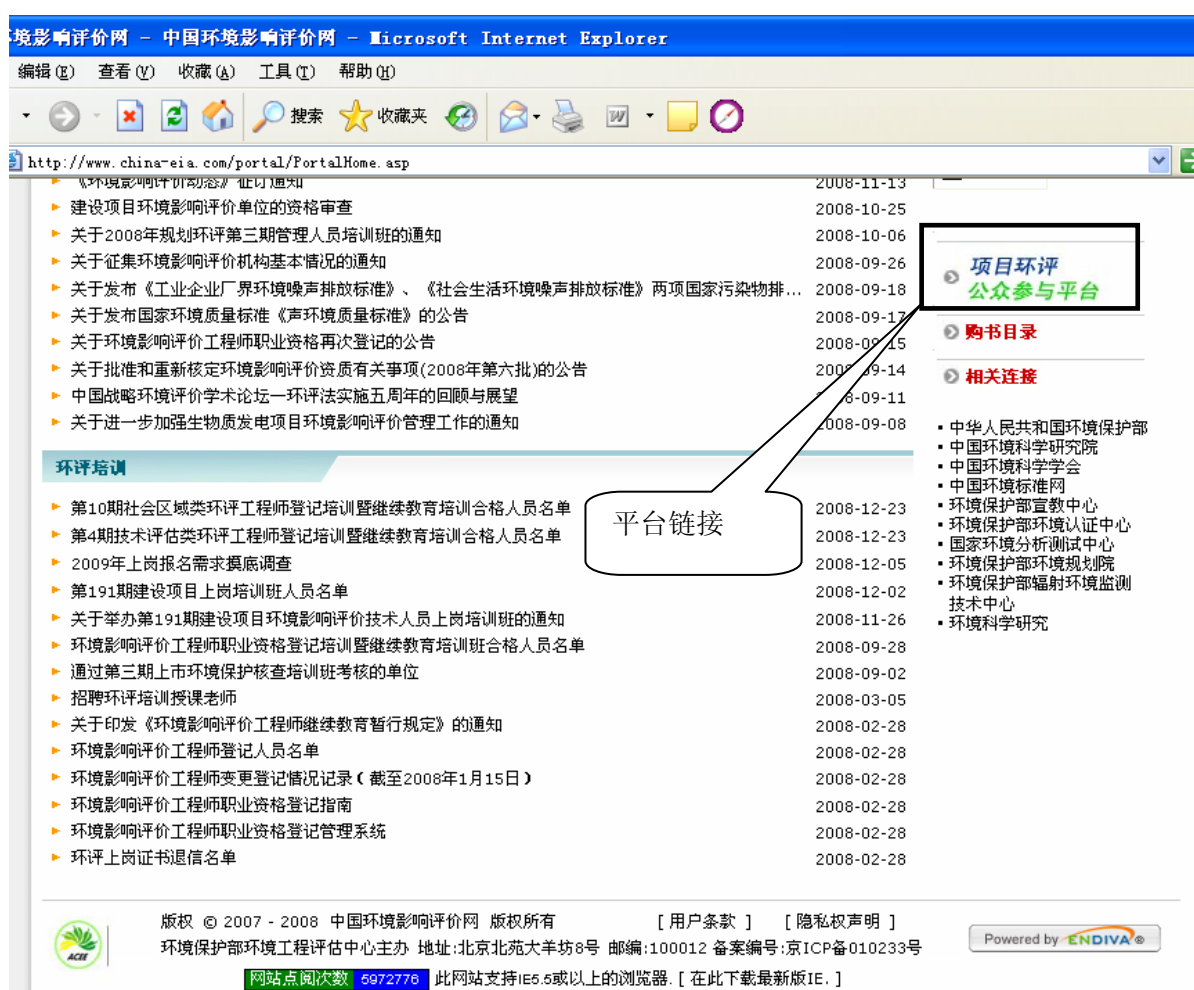 境影响评价网 - 中国环境影响评价网 - Microsoft Internet Explorer
编辑(E) 查看(V) 收藏(A) 工具(T) 帮助(H)
搜索 收藏夹
http://www.china-eia.com/portal/PortalHome.asp
《环境影响评价动态》征订通知 2008-11-13
建设项目环境影响评价单位的资格审查 2008-10-25
关于2008年规划环评第三期管理人员培训班的通知 2008-10-06
关于征集环境影响评价机构基本情况的通知 2008-09-26
关于发布《工业企业厂界环境噪声排放标准》、《社会生活环境噪声排放标准》两项国家污染物排... 2008-09-18
关于发布国家环境质量标准《声环境质量标准》的公告 2008-09-17
关于环境影响评价工程师职业资格再次登记的公告 2008-09-15
关于批准和重新核定环境影响评价资质有关事项(2008年第六批)的公告 2008-09-14
中国战略环境评价学术论坛—环评法实施五周年的回顾与展望 2008-09-11
关于进一步加强生物质发电项目环境影响评价管理工作的通知 2008-09-08
环评培训
第10期社会区域类环评工程师登记培训暨继续教育培训合格人员名单 2008-12-23
第4期技术评估类环评工程师登记培训暨继续教育培训合格人员名单 2008-12-23
2009年上岗报名需求摸底调查 2008-12-05
第191期建设项目上岗培训班人员名单 2008-12-02
关于举办第191期建设项目环境影响评价技术人员上岗培训班的通知 2008-11-26
环境影响评价工程师职业资格登记培训暨继续教育培训班合格人员名单 2008-09-28
通过第三期上市环境保护核查培训班考核的单位 2008-09-02
招聘环评培训授课老师 2008-03-05
关于印发《环境影响评价工程师继续教育暂行规定》的通知 2008-02-28
环境影响评价工程师登记人员名单 2008-02-28
环境影响评价工程师变更登记情况记录(截至2008年1月15日) 2008-02-28
环境影响评价工程师职业资格登记指南 2008-02-28
环境影响评价工程师职业资格登记管理系统 2008-02-28
环评上岗证书退信名单 2008-02-28
平台链接
项目环评
公众参与平台
购书目录
相关连接
中华人民共和国环境保护部
中国环境科学研究院
中国环境科学学会
中国环境标准网
环境保护部宣教中心
环境保护部环境认证中心
国家环境分析测试中心
环境保护部环境规划院
环境保护部辐射环境监测
技术中心
环境科学研究
ACEE
版权 © 2007 - 2008 中国环境影响评价网 版权所有 [ 用户条款 ] [ 隐私权声明 ]
环境保护部环境工程评估中心主办 地址:北京北苑大羊坊8号 邮编:100012 备案编号:京ICP备010233号
网站点阅次数 5972776 此网站支持IE5.5或以上的浏览器. [ 在此下载最新版IE. ]
Powered by ENDIVA ®